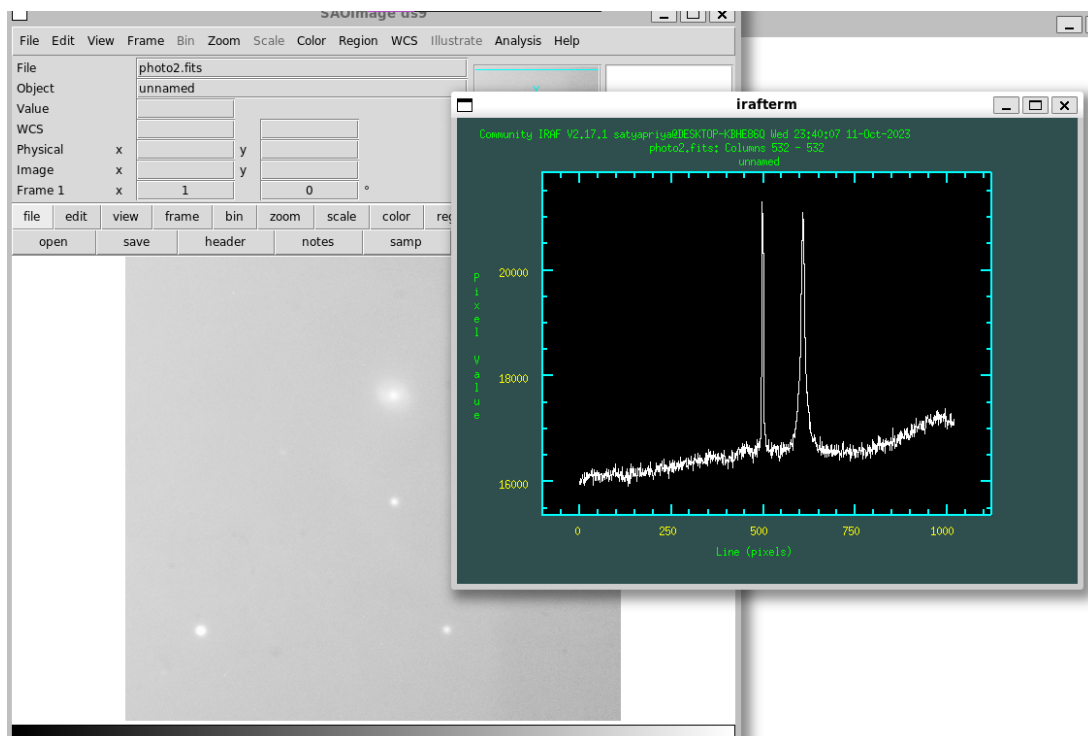 SAOImage ds9
File Edit View Frame Bin Zoom Scale Color Region WCS Illustrate Analysis Help
File photo2.fits
Object unnamed
Value
WCS
Physical x y
Image x y
Frame 1 x 1 0 °
file edit view frame bin zoom scale color reg
open save header notes samp
irafterm
Community IRAF V2.17.1 satyapriya@DESKTOP-KBHE86Q Wed 23:40:07 11-Oct-2023
photo2.fits: Columns 532 - 532
unnamed
Pixel Value
20000
18000
16000
0 250 500 750 1000
Line (pixels)